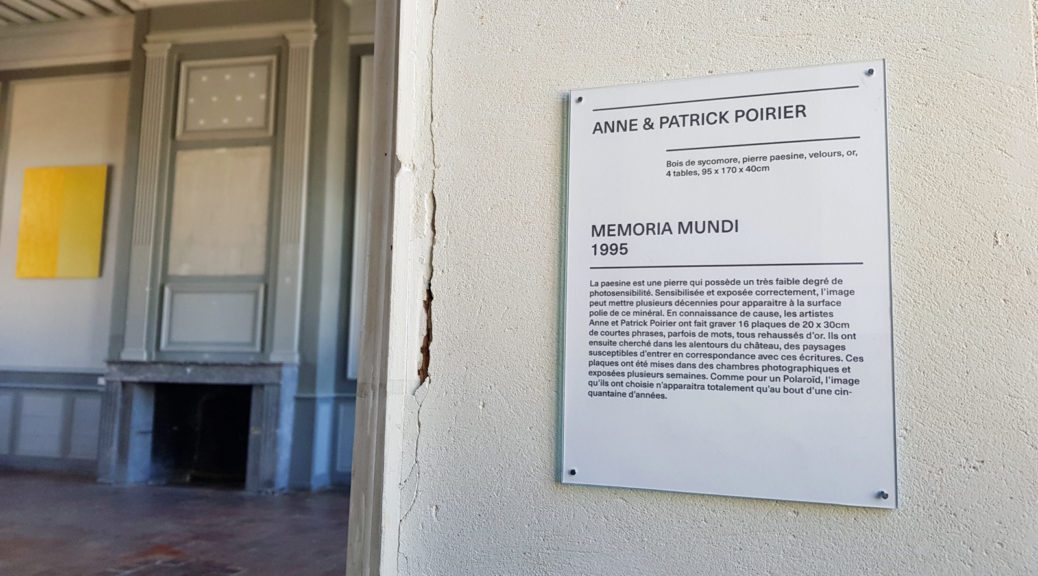 ANNE & PATRICK POIRIER
Bois de sycomore, pierre paesine, velours, or,
4 tables, 95 x 170 x 40cm
MEMORIA MUNDI
1995
La paesine est une pierre qui possède un très faible degré de
photosensibilité. Sensibilisée et exposée correctement, l'image
peut mettre plusieurs décennies pour apparaitre à la surface
polie de ce minéral. En connaissance de cause, les artistes
Anne et Patrick Poirier ont fait graver 16 plaques de 20 x 30cm
de courtes phrases, parfois de mots, tous rehaussés d'or. Ils ont
ensuite cherché dans les alentours du château, des paysages
susceptibles d'entrer en correspondance avec ces écritures. Ces
plaques ont été mises dans des chambres photographiques et
exposées plusieurs semaines. Comme pour un Polaroïd, l'image
qu'ils ont choisie n'apparaitra totalement qu'au bout d'une cin-
quantaine d'années.